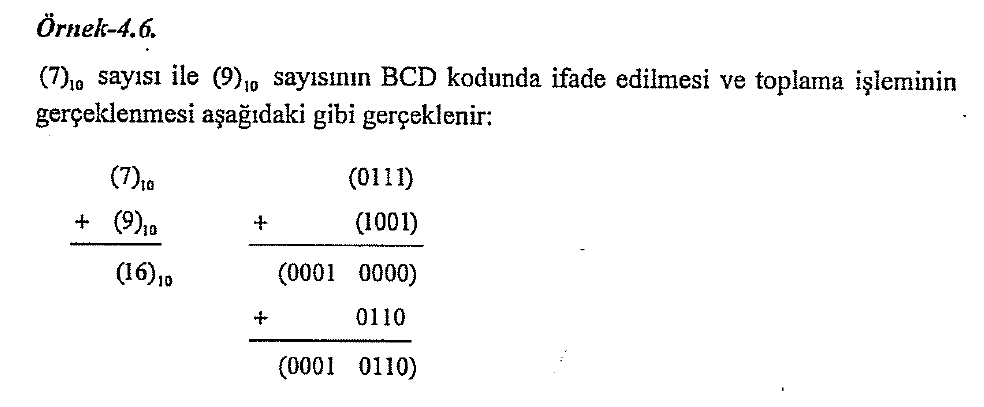 Örnek-4.6.
(7)₁₀ sayısı ile (9)₁₀ sayısının BCD kodunda ifade edilmesi ve toplama işleminin
gerçeklenmesi aşağıdaki gibi gerçeklenir:
(7)₁₀ (0111)
+ (9)₁₀ + (1001)
(16)₁₀ (0001 0000)
+ 0110
(0001 0110)